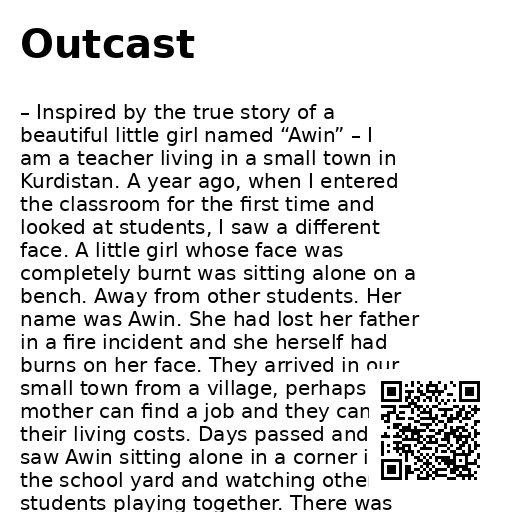 Outcast
– Inspired by the true story of a
beautiful little girl named “Awin” – I
am a teacher living in a small town in
Kurdistan. A year ago, when I entered
the classroom for the first time and
looked at students, I saw a different
face. A little girl whose face was
completely burnt was sitting alone on a
bench. Away from other students. Her
name was Awin. She had lost her father
in a fire incident and she herself had
burns on her face. They arrived in our
small town from a village, perhaps
mother can find a job and they can
their living costs. Days passed and
saw Awin sitting alone in a corner
the school yard and watching other
students playing together. There was